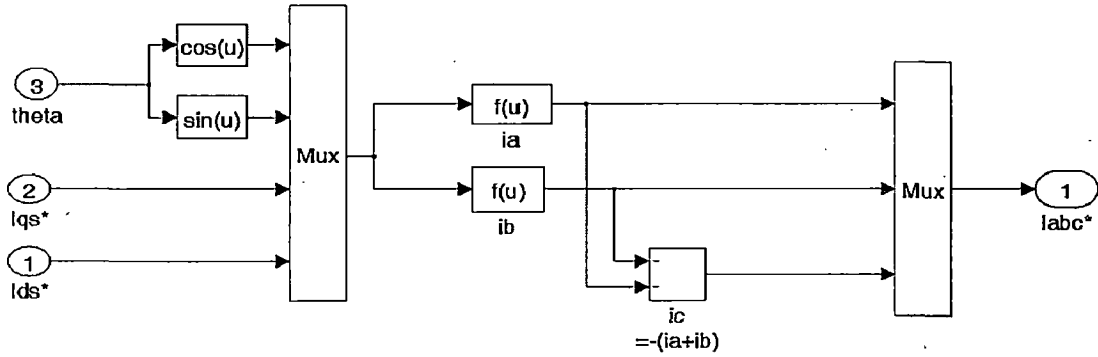 3
theta
cos(u)
sin(u)
2
Iqs*
1
Ids*
Mux
f(u)
ia
f(u)
ib
-
-
ic
=-(ia+ib)
Mux
1
Iabc*